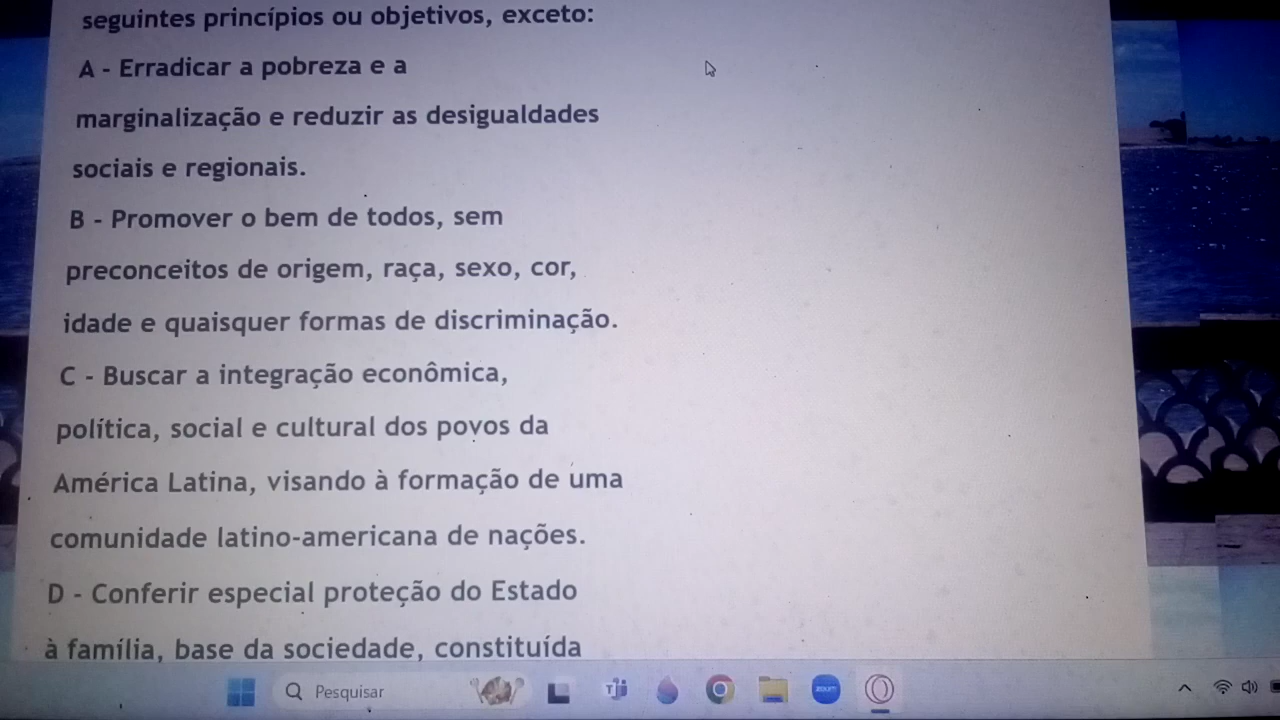 seguintes princípios ou objetivos, exceto:
A - Erradicar a pobreza e a
marginalização e reduzir as desigualdades
sociais e regionais.
B - Promover o bem de todos, sem
preconceitos de origem, raça, sexo, cor,
idade e quaisquer formas de discriminação.
C - Buscar a integração econômica,
política, social e cultural dos povos da
América Latina, visando à formação de uma
comunidade latino-americana de nações.
D - Conferir especial proteção do Estado
à família, base da sociedade, constituída
Pesquisar
zoom